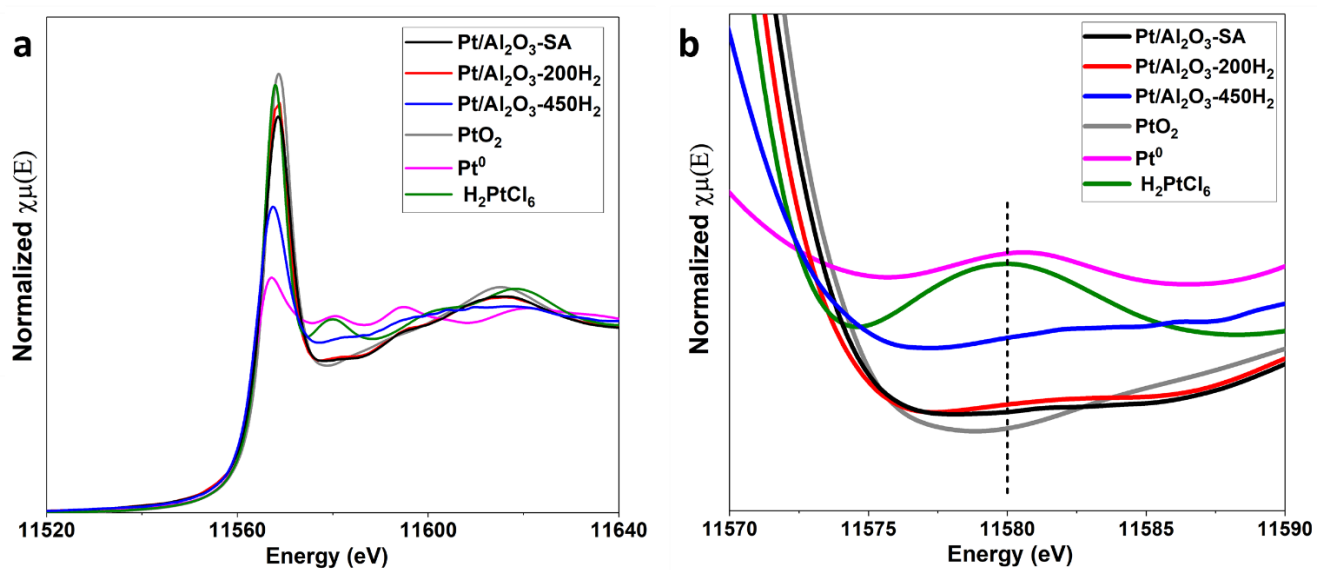 a
Pt/Al₂O₃-SA
Pt/Al₂O₃-200H₂
Pt/Al₂O₃-450H₂
PtO₂
Pt⁰
H₂PtCl₆
Normalized χμ(E)
11520 11560 11600 11640
Energy (eV)
b
Pt/Al₂O₃-SA
Pt/Al₂O₃-200H₂
Pt/Al₂O₃-450H₂
PtO₂
Pt⁰
H₂PtCl₆
Normalized χμ(E)
11570 11575 11580 11585 11590
Energy (eV)